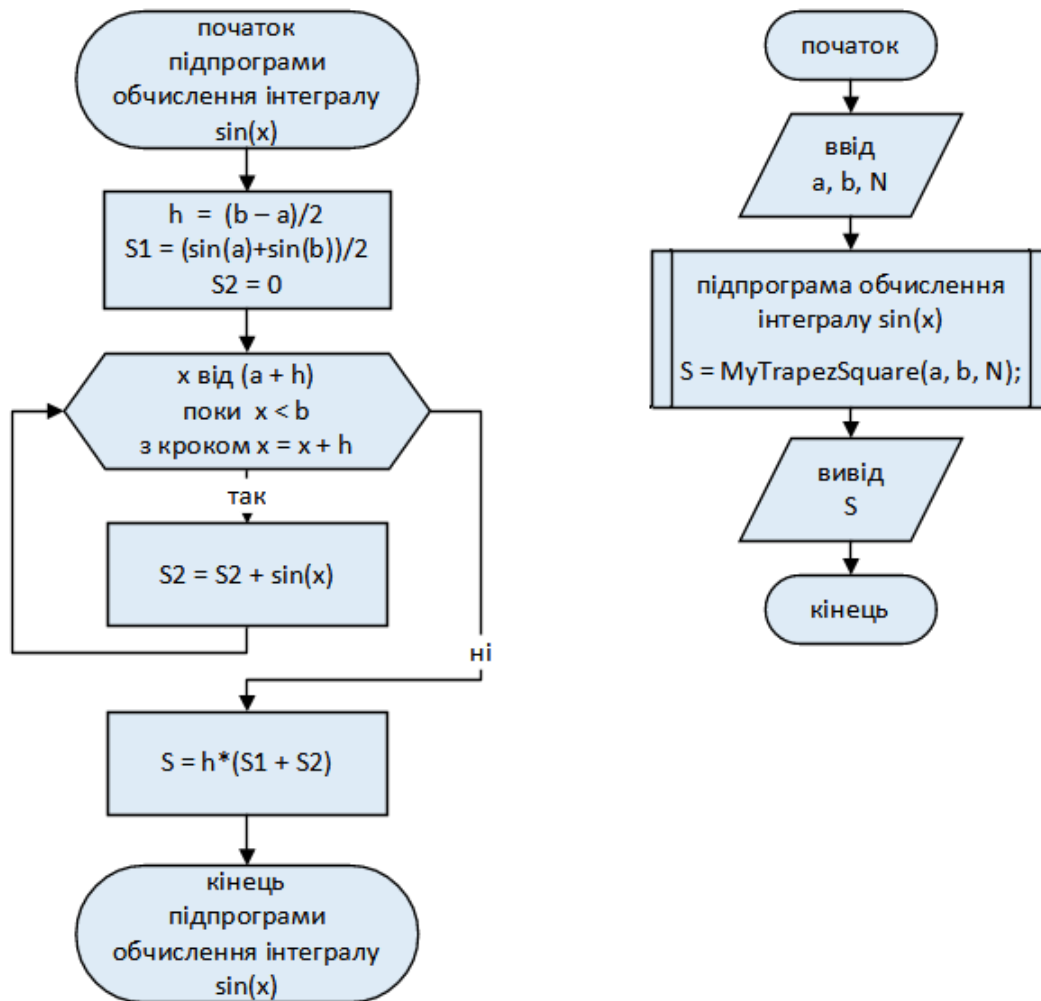 початок
підпрограми
обчислення інтегралу
sin(x)
h = (b – a)/2
S1 = (sin(a)+sin(b))/2
S2 = 0
x від (a + h)
поки x < b
з кроком x = x + h
так
S2 = S2 + sin(x)
ні
S = h*(S1 + S2)
кінець
підпрограми
обчислення інтегралу
sin(x)
початок
ввід
a, b, N
підпрограма обчислення
інтегралу sin(x)
S = MyTrapezSquare(a, b, N);
вивід
S
кінець